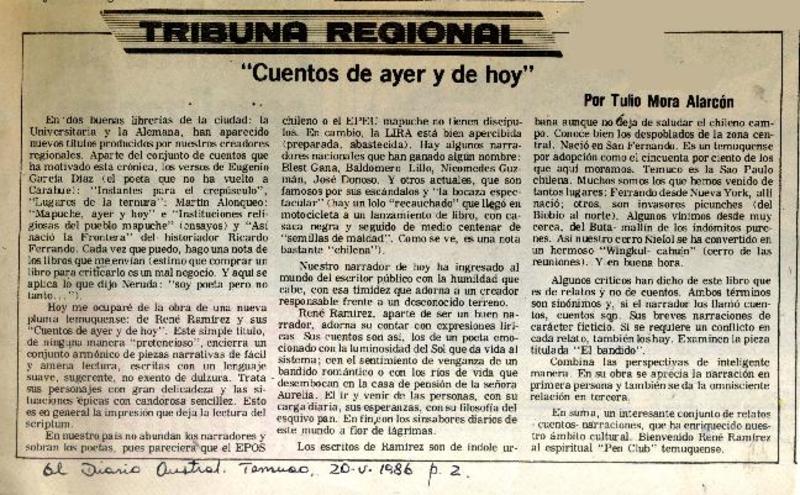 TRIBUNA REGIONAL
"Cuentos de ayer y de hoy"
Por Tulio Mora Alarcón
En dos buenas librerías de la ciudad: la
Universitaria y la Alemana, han aparecido
nuevos títulos producidos por nuestros creadores
regionales. Aparte del conjunto de cuentos que
ha motivado esta crónica, los versos de Eugenio
García Díaz (el poeta que no ha vuelto a
Carahue): "Instantes para el crepúsculo",
"Lugares de la ternura": Martín Alonqueo:
"Mapuche, ayer y hoy" e "Instituciones reli-
giosas del pueblo mapuche" (ensayos) y "Así
nació la Frontera" del historiador Ricardo
Ferrando. Cada vez que puedo, hago una nota de
los libros que me envían (estimo que comprar un
libro para criticarlo es un mal negocio. Y aquí se
aplica lo que dijo Neruda: "soy poeta pero no
tanto...").
Hoy me ocuparé de la obra de una nueva
pluma temuquense: de René Ramírez y sus
"Cuentos de ayer y de hoy". Este simple título,
de ninguna manera "pretencioso", encierra un
conjunto armónico de piezas narrativas de fácil
y amena lectura, escritas con un lenguaje
suave, sugerente, no exento de dulzura. Trata
sus personajes con gran delicadeza y las si-
tuaciones épicas con candorosa sencillez. Esto
es en general la impresión que deja la lectura del
scriptum.
En nuestro país no abundan los narradores y
sobran los poetas, pues pareciera que el EPOS
chileno o el EPEU mapuche no tienen discípu-
los. En cambio, la LIRA está bien apercibida
(preparada, abastecida). Hay algunos narra-
dores nacionales que han ganado algún nombre:
Blest Gana, Baldomero Lillo, Nicomedes Guz-
mán, José Donoso. Y otros actuales, que son
famosos por sus escándalos y "la bocaza espec-
tacular" (hay un lolo "recauchado" que llegó en
motocicleta a un lanzamiento de libro, con ca-
saca negra y seguido de medio centenar de
"semillas de maldad". Como se ve, es una nota
bastante "chilena").
Nuestro narrador de hoy ha ingresado al
mundo del escritor público con la humildad que
cabe, con esa timidez que adorna a un creador
responsable frente a un desconocido terreno.
René Ramírez, aparte de ser un buen na-
rrador, adorna su contar con expresiones líri-
cas. Sus cuentos son así, los de un poeta emo-
cionado con la luminosidad del Sol que da vida al
sistema; con el sentimiento de venganza de un
bandido romántico o con los ríos de vida que
desembocan en la casa de pensión de la señora
Aurelia. El ir y venir de las personas, con su
carga diaria, sus esperanzas, con su filosofía del
esquivo pan. En fin, con los sinsabores diarios de
este mundo a flor de lágrimas.
Los escritos de Ramírez son de índole ur-
bana aunque no deja de saludar el chileno cam-
po. Conoce bien los despoblados de la zona cen-
tral. Nació en San Fernando. Es un temuquense
por adopción como el cincuenta por ciento de los
que aquí moramos. Temuco es la Sao Paulo
chilena. Muchos somos los que hemos venido de
tantos lugares: Fernando desde Nueva York, allí
nació; otros, son invasores picunches (del
Biobío al norte). Algunos vinimos desde muy
cerca, del Buta-mallín de los indómitos pure-
nes. Así nuestro cerro Ñielol se ha convertido en
un hermoso "Wingkul-cahuín" (cerro de las
reuniones). Y en buena hora.
Algunos críticos han dicho de este libro que
es de relatos y no de cuentos. Ambos términos
son sinónimos y, si el narrador los llamó cuen-
tos, cuentos son. Sus breves narraciones de
carácter ficticio. Si se requiere un conflicto en
cada relato, también los hay. Examinen la pieza
titulada "El bandido".
Combina las perspectivas de inteligente
manera. En su obra se aprecia la narración en
primera persona y también se da la omnisciente
relación en tercera.
En suma, un interesante conjunto de relatos
-cuentos-narraciones, que ha enriquecido nues-
tro ámbito cultural. Bienvenido René Ramírez
al espiritual "Pen Club" temuquense.
El Diario Austral. Temuco, 20-V-1986 p. 2.